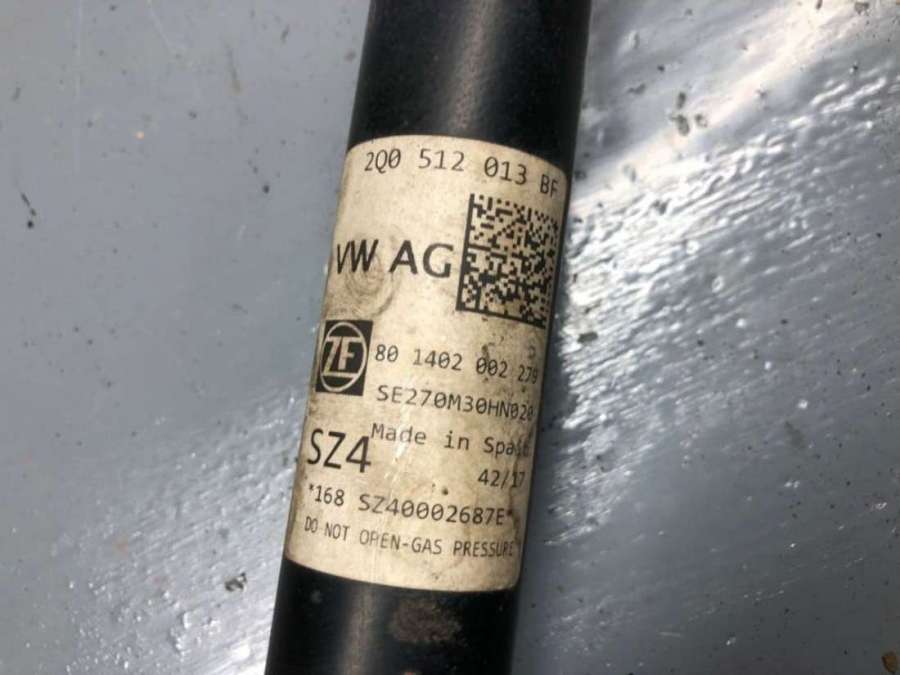 2Q0 512 013 BF
VW AG
ZF
80 1402 002 279
SE270M30HN020
Made in Spain
SZ4
42/17
*168 SZ40002687E*
DO NOT OPEN-GAS PRESSURE